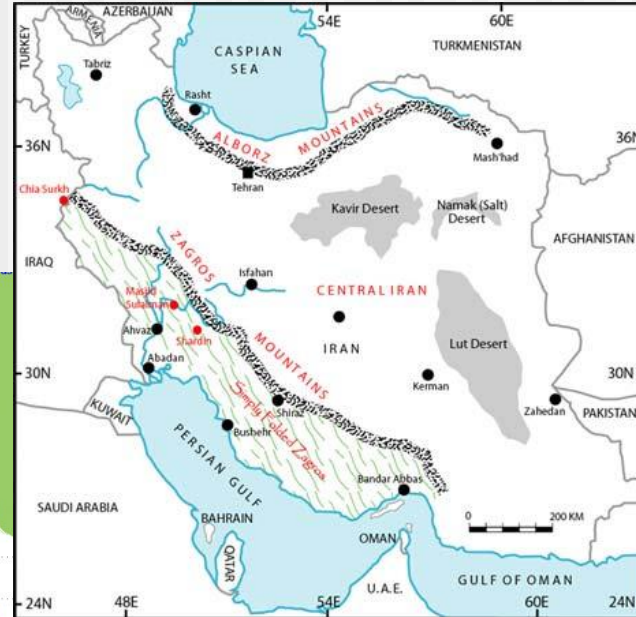 54E
60E
TURKEY
ARMENIA
AZERBAIJAN
CASPIAN
SEA
TURKMENISTAN
Tabriz
Rasht
36N
ALBORZ MOUNTAINS
36N
Mash'had
Tehran
Chia Surkh
Kavir Desert
Namak (Salt)
Desert
AFGHANISTAN
IRAQ
ZAGROS
MOUNTAINS
Isfahan
CENTRAL IRAN
Masjid
Sulaiman
Ahvaz
Shardin
IRAN
Lut Desert
Abadan
30N
30N
Kerman
KUWAIT
Shiraz
Simply Folded Zagros
Zahedan
PAKISTAN
Bushehr
PERSIAN GULF
Bandar Abbas
SAUDI ARABIA
BAHRAIN
0
200 KM
OMAN
QATAR
U.A.E.
GULF OF OMAN
24N
48E
54E
60E
24N